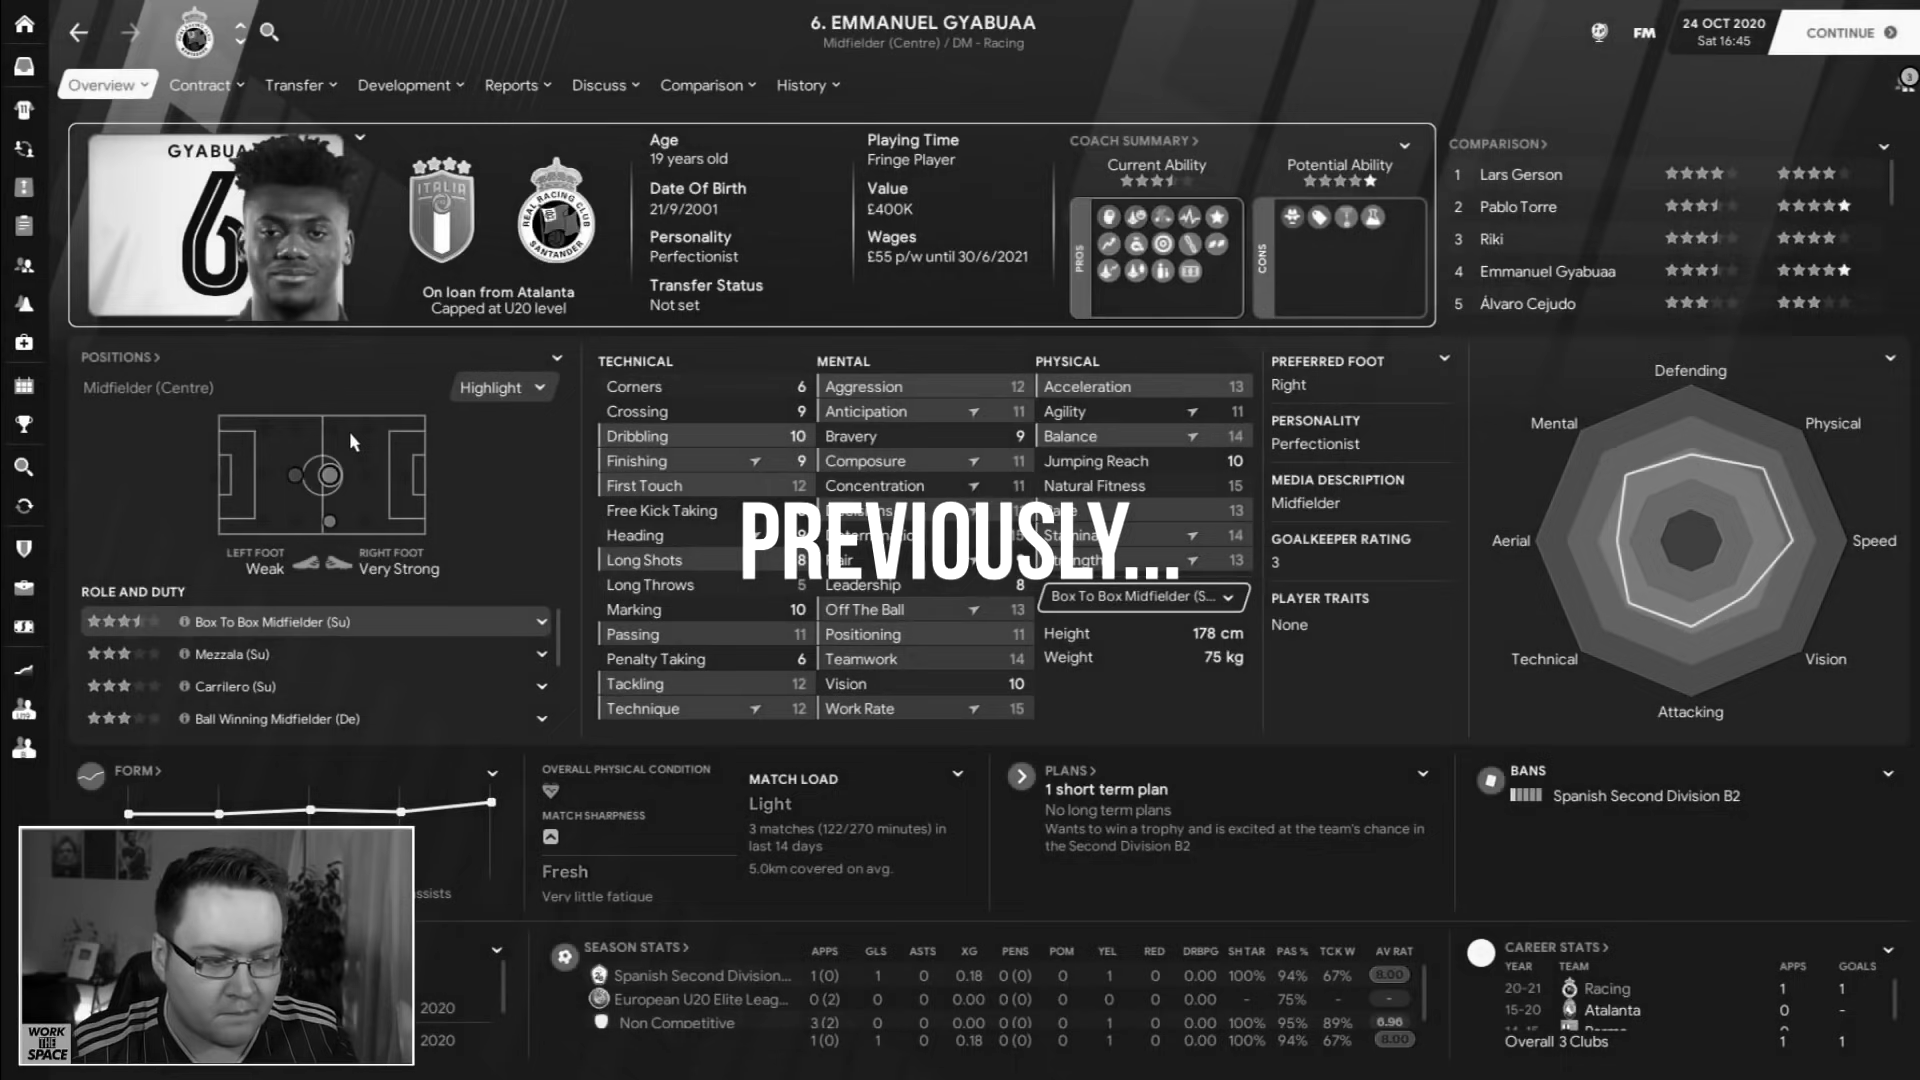 6. EMMANUEL GYABUAA
Midfielder (Centre) / DM - Racing
FM
24 OCT 2020
Sat 16:45
CONTINUE
3
Overview
Contract
Transfer
Development
Reports
Discuss
Comparison
History
GYABUA
6
ITALIA
REAL RACING CLUB
SANTANDER
On loan from Atalanta
Capped at U20 level
Age
19 years old
Date Of Birth
21/9/2001
Personality
Perfectionist
Transfer Status
Not set
Playing Time
Fringe Player
Value
£400K
Wages
£55 p/w until 30/6/2021
COACH SUMMARY >
Current Ability
Potential Ability
PROS
CONS
COMPARISON >
1 Lars Gerson
2 Pablo Torre
3 Riki
4 Emmanuel Gyabuaa
5 Álvaro Cejudo
POSITIONS >
Midfielder (Centre)
Highlight
LEFT FOOT
Weak
RIGHT FOOT
Very Strong
ROLE AND DUTY
Box To Box Midfielder (Su)
Mezzala (Su)
Carrilero (Su)
Ball Winning Midfielder (De)
TECHNICAL
Corners 6
Crossing 9
Dribbling 10
Finishing 9
First Touch 12
Free Kick Taking
Heading
Long Shots 8
Long Throws 5
Marking 10
Passing 11
Penalty Taking 6
Tackling 12
Technique 12
MENTAL
Aggression 12
Anticipation 11
Bravery 9
Composure 11
Concentration 11
Leadership 8
Off The Ball 13
Positioning 11
Teamwork 14
Vision 10
Work Rate 15
PREVIOUSLY...
PHYSICAL
Acceleration 13
Agility 11
Balance 14
Jumping Reach 10
Natural Fitness 15
13
Stamina 14
Strength 13
Box To Box Midfielder (S...
Height 178 cm
Weight 75 kg
PREFERRED FOOT
Right
PERSONALITY
Perfectionist
MEDIA DESCRIPTION
Midfielder
GOALKEEPER RATING
3
PLAYER TRAITS
None
Defending
Physical
Speed
Vision
Attacking
Technical
Aerial
Mental
FORM >
ssists
2020
2020
WORK
THE
SPACE
OVERALL PHYSICAL CONDITION
MATCH SHARPNESS
Fresh
Very little fatigue
MATCH LOAD
Light
3 matches (122/270 minutes) in
last 14 days
5.0km covered on avg.
PLANS >
1 short term plan
No long term plans
Wants to win a trophy and is excited at the team's chance in
the Second Division B2
BANS
Spanish Second Division B2
SEASON STATS > APPS GLS ASTS XG PENS POM YEL RED DRBPG SH TAR PAS % TCK W AV RAT
Spanish Second Division... 1 (0) 1 0 0.18 0 (0) 0 1 0 0.00 100% 94% 67% 8.00
European U20 Elite Leag... 0 (2) 0 0 0.00 0 (0) 0 0 0 0.00 - 75% - -
Non Competitive 3 (2) 0 0 0.00 0 (0) 0 1 0 0.00 100% 95% 89% 6.96
1 (0) 1 0 0.18 0 (0) 0 1 0 0.00 100% 94% 67% 8.00
CAREER STATS >
YEAR TEAM APPS GOALS
20-21 Racing 1 1
15-20 Atalanta 0 -
Overall 3 Clubs 1 1